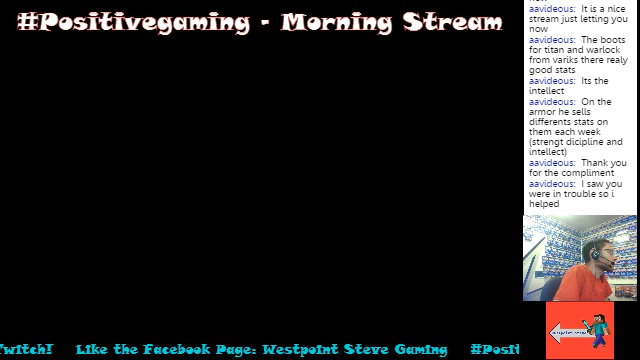 #Positivegaming - Morning Stream
now
aavideous: It is a nice
stream just letting you
now
aavideous: The boots
for titan and warlock
from variks there realy
good stats
aavideous: Its the
intellect
aavideous: On the
armor he sells
differents stats on
them each week
(strengt dicipline and
intellect)
aavideous: Thank you
for the compliment
aavideous: I saw you
were in trouble so i
helped
Twitch! Like the Facebook Page: Westpoint Steve Gaming #Posit